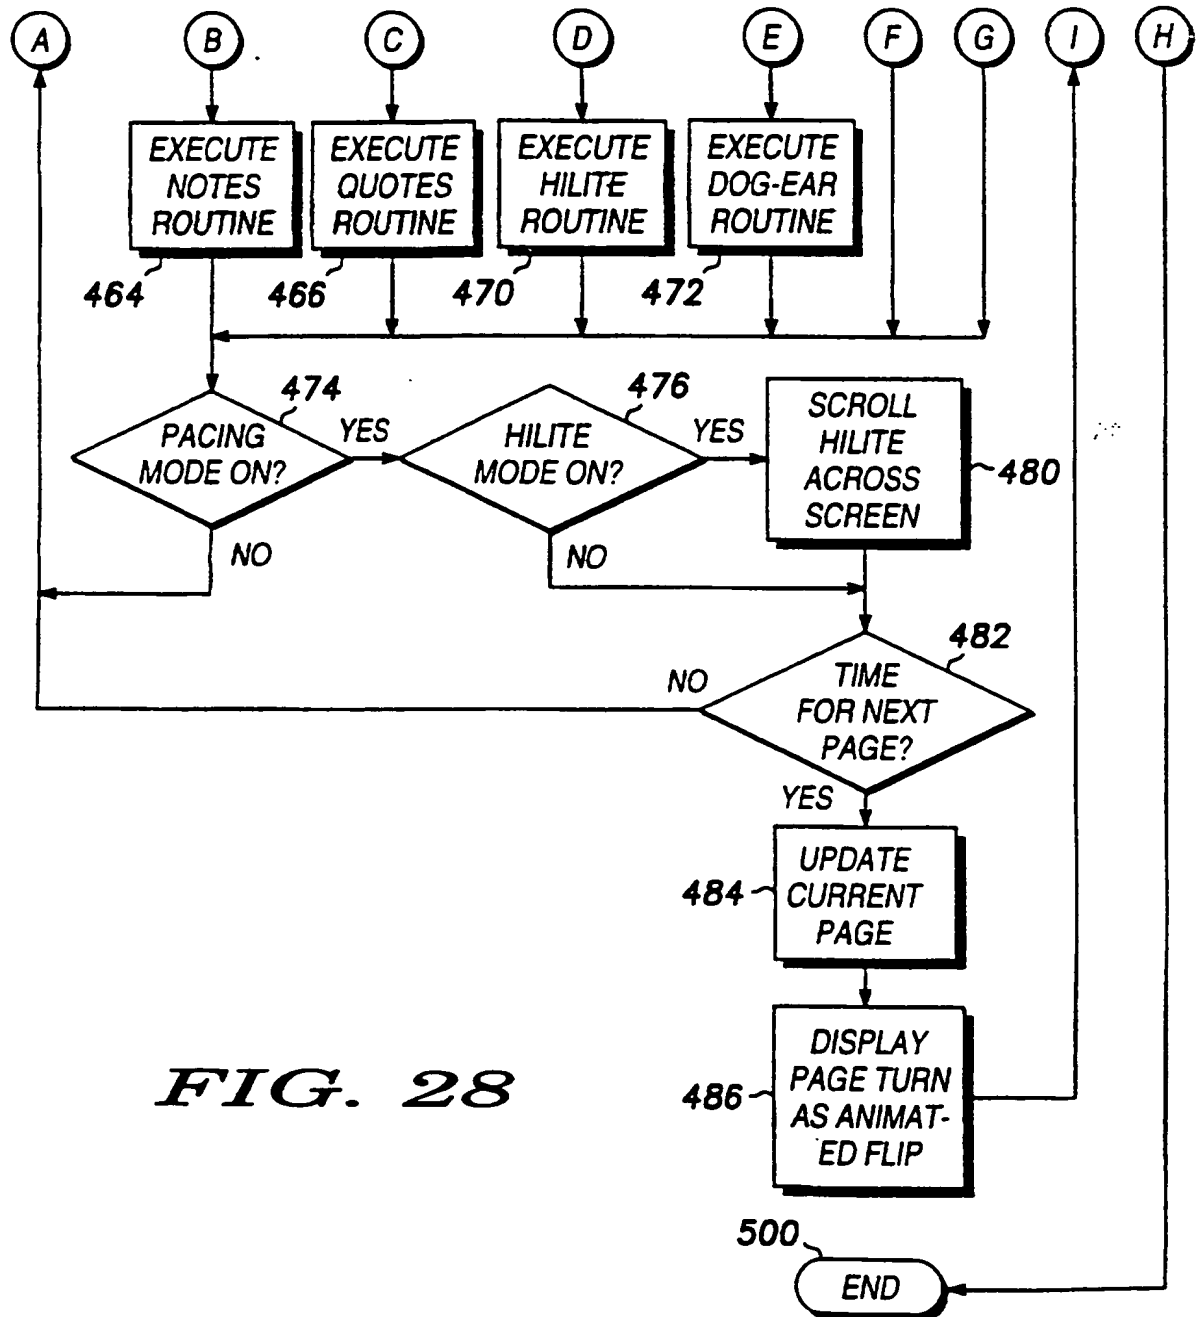 A B C D E F G I H
EXECUTE
NOTES
ROUTINE
464
EXECUTE
QUOTES
ROUTINE
466
EXECUTE
HILITE
ROUTINE
470
EXECUTE
DOG-EAR
ROUTINE
472
474
PACING
MODE ON?
YES
NO
476
HILITE
MODE ON?
YES
NO
SCROLL
HILITE
ACROSS
SCREEN
480
482
TIME
FOR NEXT
PAGE?
NO
YES
484
UPDATE
CURRENT
PAGE
486
DISPLAY
PAGE TURN
AS ANIMAT-
ED FLIP
FIG. 28
500
END